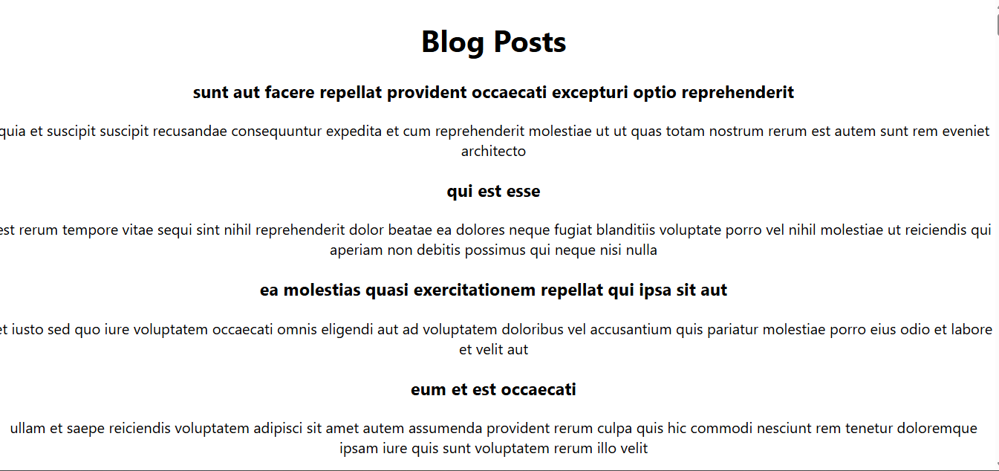 Blog Posts
sunt aut facere repellat provident occaecati excepturi optio reprehenderit
quia et suscipit suscipit recusandae consequuntur expedita et cum reprehenderit molestiae ut ut quas totam nostrum rerum est autem sunt rem eveniet
architecto
qui est esse
est rerum tempore vitae sequi sint nihil reprehenderit dolor beatae ea dolores neque fugiat blanditiis voluptate porro vel nihil molestiae ut reiciendis qui
aperiam non debitis possimus qui neque nisi nulla
ea molestias quasi exercitationem repellat qui ipsa sit aut
et iusto sed quo iure voluptatem occaecati omnis eligendi aut ad voluptatem doloribus vel accusantium quis pariatur molestiae porro eius odio et labore
et velit aut
eum et est occaecati
ullam et saepe reiciendis voluptatem adipisci sit amet autem assumenda provident rerum culpa quis hic commodi nesciunt rem tenetur doloremque
ipsam iure quis sunt voluptatem rerum illo velit